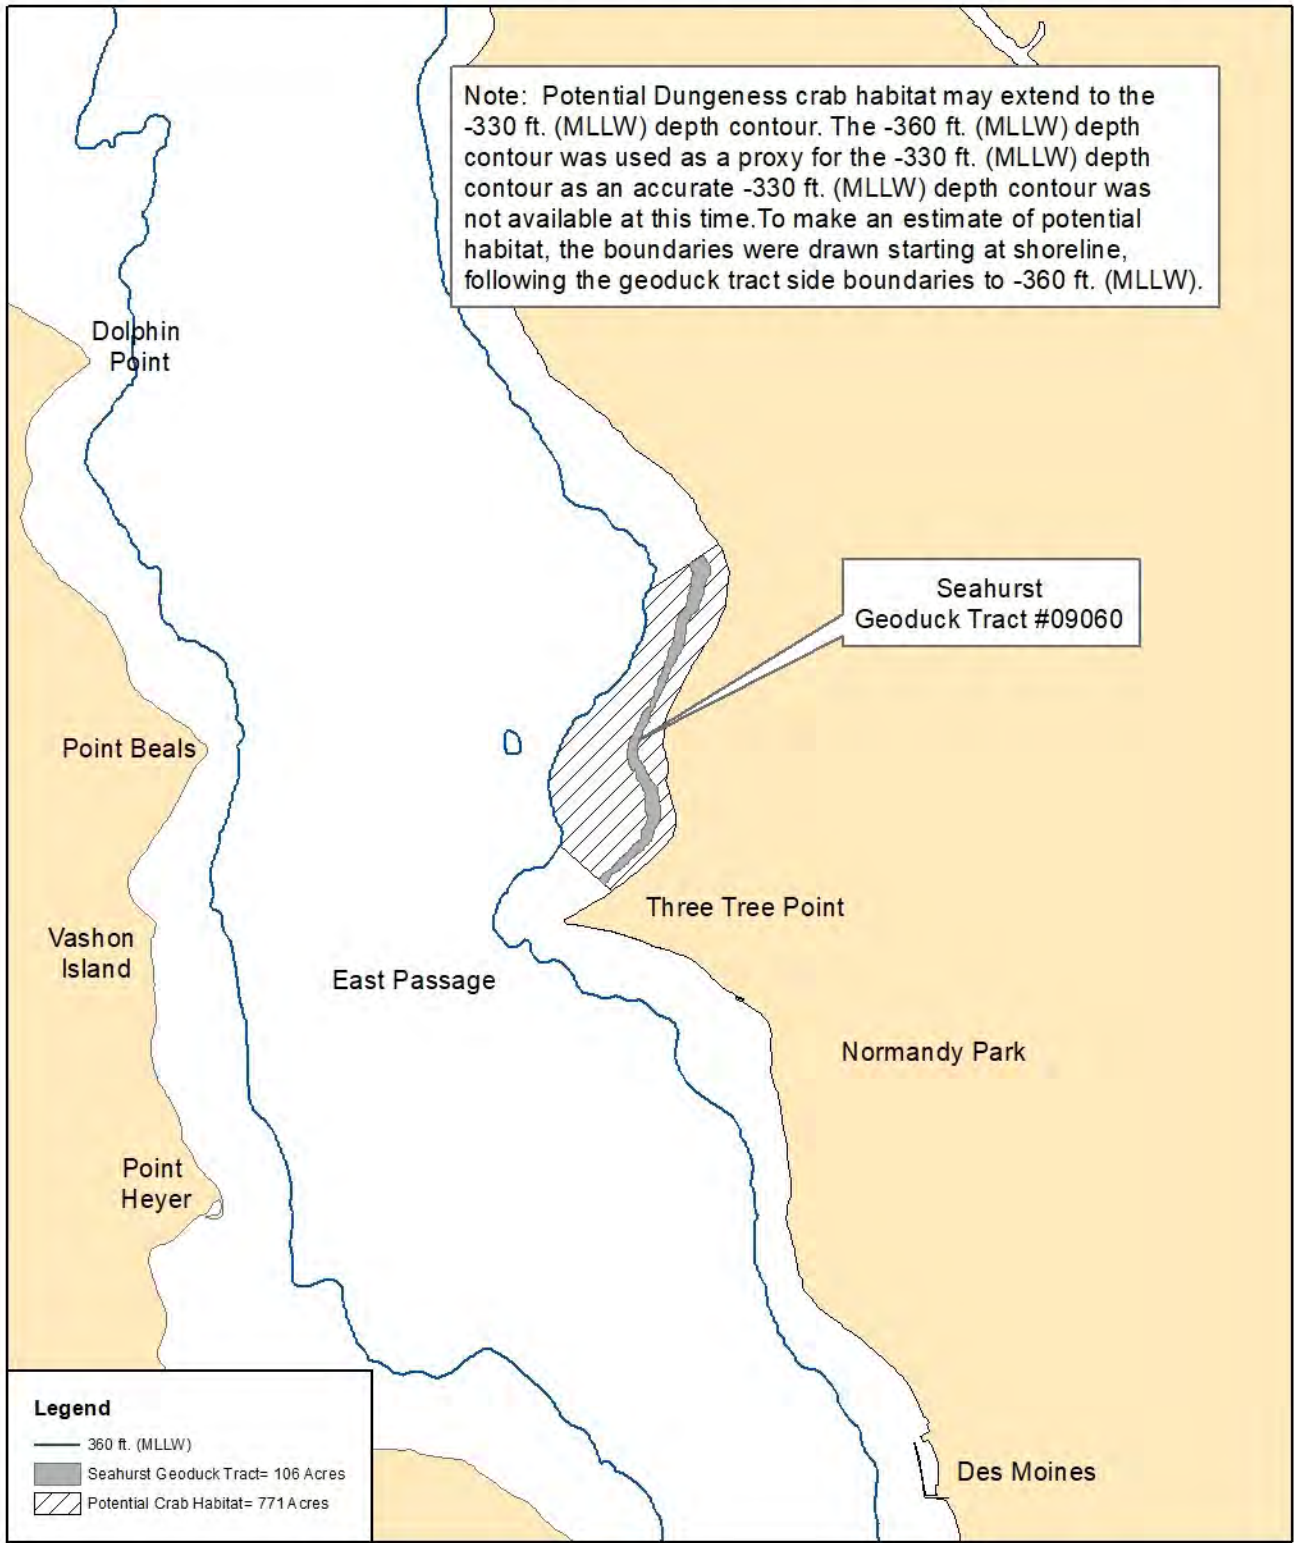 Note: Potential Dungeness crab habitat may extend to the
-330 ft. (MLLW) depth contour. The -360 ft. (MLLW) depth
contour was used as a proxy for the -330 ft. (MLLW) depth
contour as an accurate -330 ft. (MLLW) depth contour was
not available at this time.To make an estimate of potential
habitat, the boundaries were drawn starting at shoreline,
following the geoduck tract side boundaries to -360 ft. (MLLW).
Dolphin
Point
Seahurst
Geoduck Tract #09060
Point Beals
Three Tree Point
Vashon
Island
East Passage
Normandy Park
Point
Heyer
Legend
360 ft. (MLLW)
Seahurst Geoduck Tract= 106 Acres
Potential Crab Habitat= 771 Acres
Des Moines